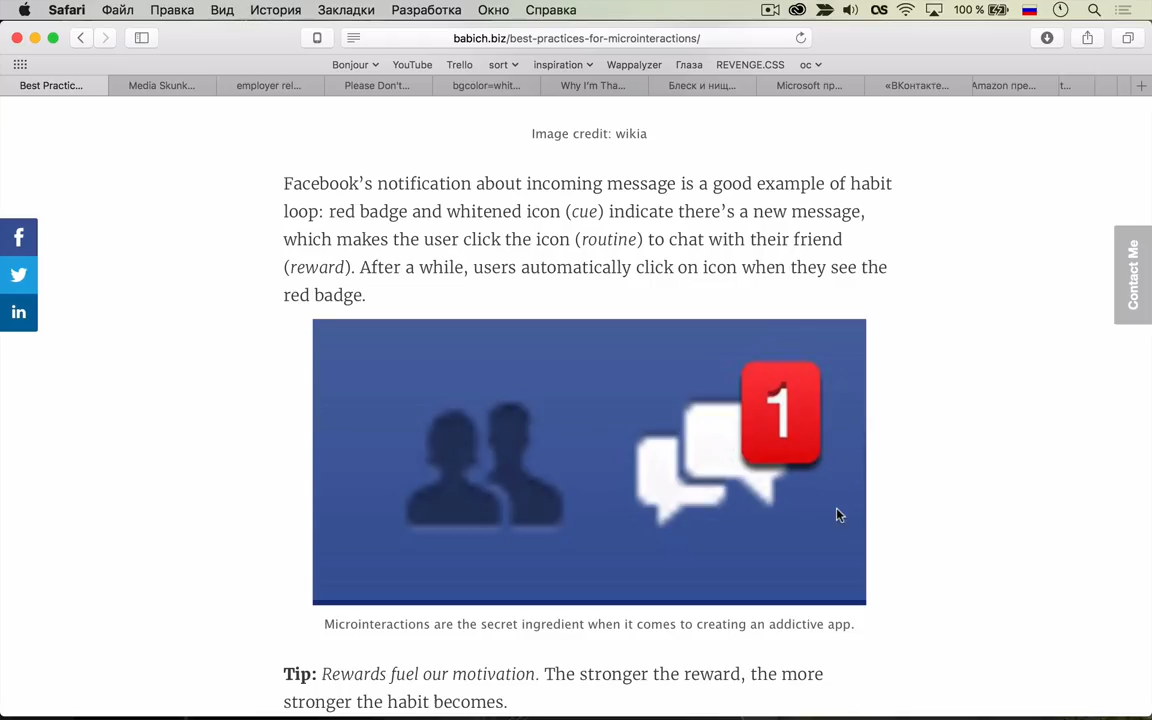 Safari Файл Правка Вид История Закладки Разработка Окно Справка 100 %
babich.biz/best-practices-for-microinteractions/
Bonjour YouTube Trello sort inspiration Wappalyzer Глаза REVENGE.CSS ос
Best Practic... Media Skunk... employer rel... Please Don't... bgcolor=whit... Why I'm Tha... Блеск и нищ... Microsoft пр... «ВКонтакте... Amazon пре... t...
Image credit: wikia
Facebook’s notification about incoming message is a good example of habit
loop: red badge and whitened icon (cue) indicate there’s a new message,
which makes the user click the icon (routine) to chat with their friend
(reward). After a while, users automatically click on icon when they see the
red badge.
f
in
Contact Me
1
Microinteractions are the secret ingredient when it comes to creating an addictive app.
Tip: Rewards fuel our motivation. The stronger the reward, the more
stronger the habit becomes.